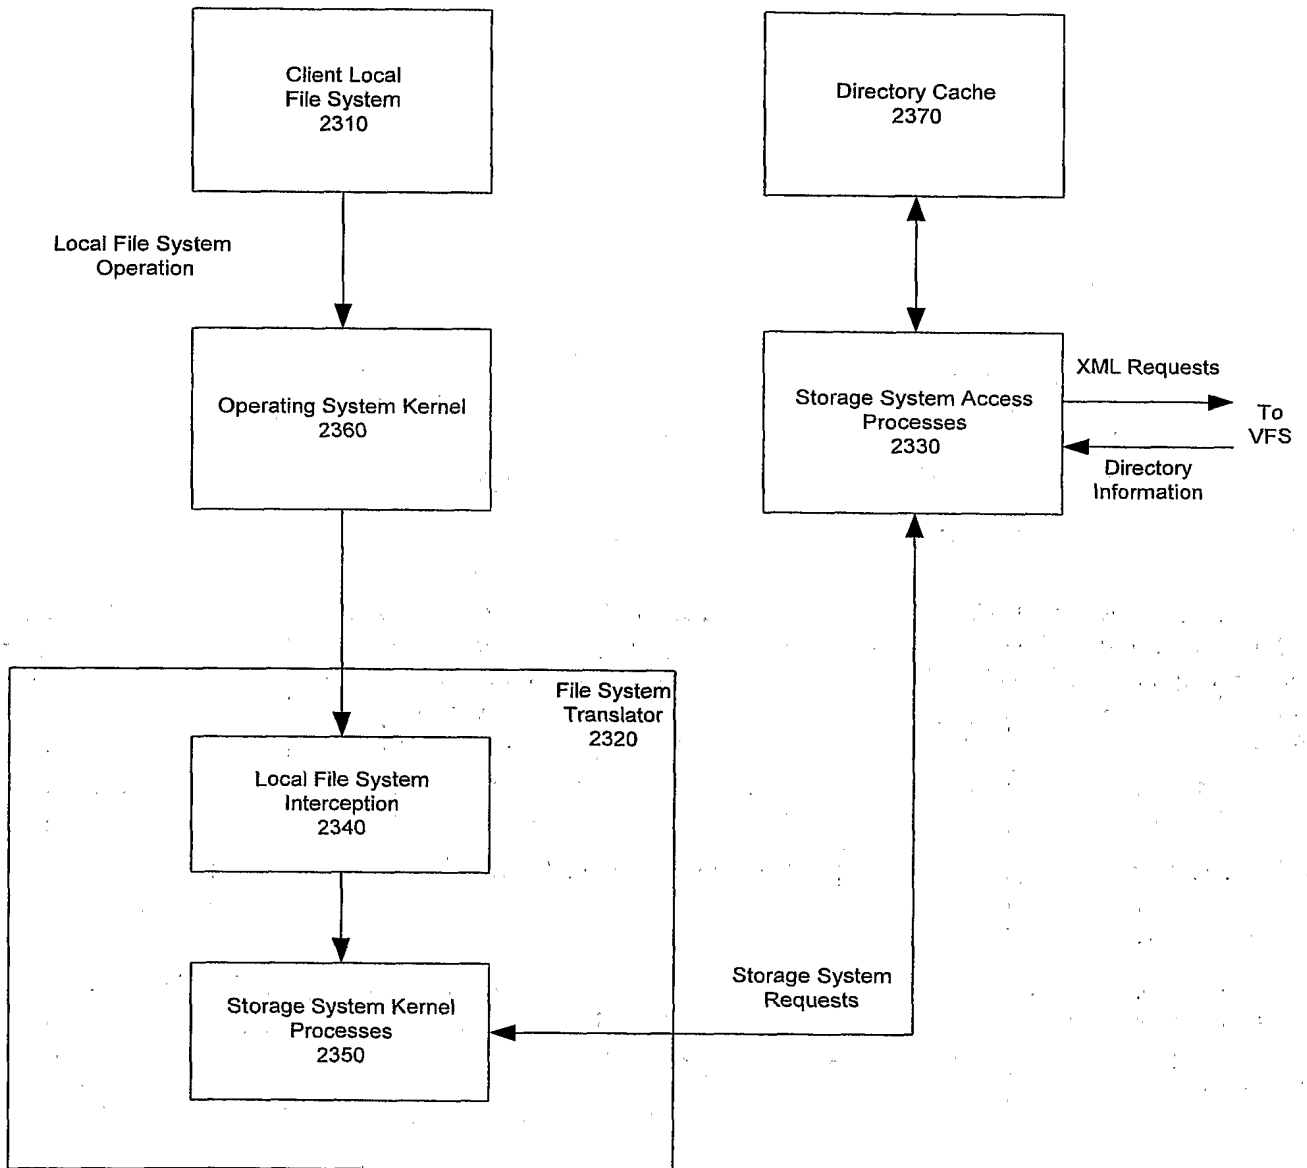 Client Local
File System
2310
Directory Cache
2370
Local File System
Operation
Operating System Kernel
2360
Storage System Access
Processes
2330
XML Requests
To
VFS
Directory
Information
File System
Translator
2320
Local File System
Interception
2340
Storage System Kernel
Processes
2350
Storage System
Requests